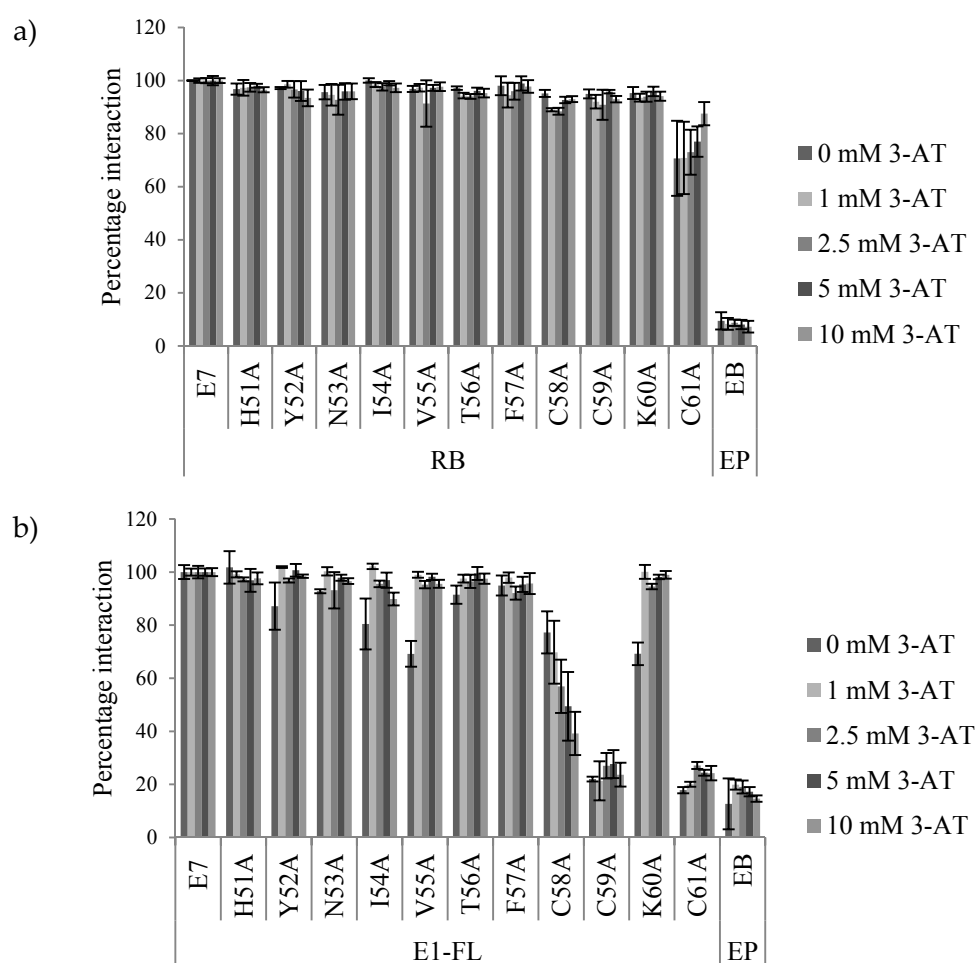 a)
Percentage interaction
120
100
80
60
40
20
0
E7
H51A
Y52A
N53A
I54A
V55A
T56A
F57A
C58A
C59A
K60A
C61A
EB
RB
EP
0 mM 3-AT
1 mM 3-AT
2.5 mM 3-AT
5 mM 3-AT
10 mM 3-AT
b)
Percentage interaction
120
100
80
60
40
20
0
E7
H51A
Y52A
N53A
I54A
V55A
T56A
F57A
C58A
C59A
K60A
C61A
EB
E1-FL
EP
0 mM 3-AT
1 mM 3-AT
2.5 mM 3-AT
5 mM 3-AT
10 mM 3-AT